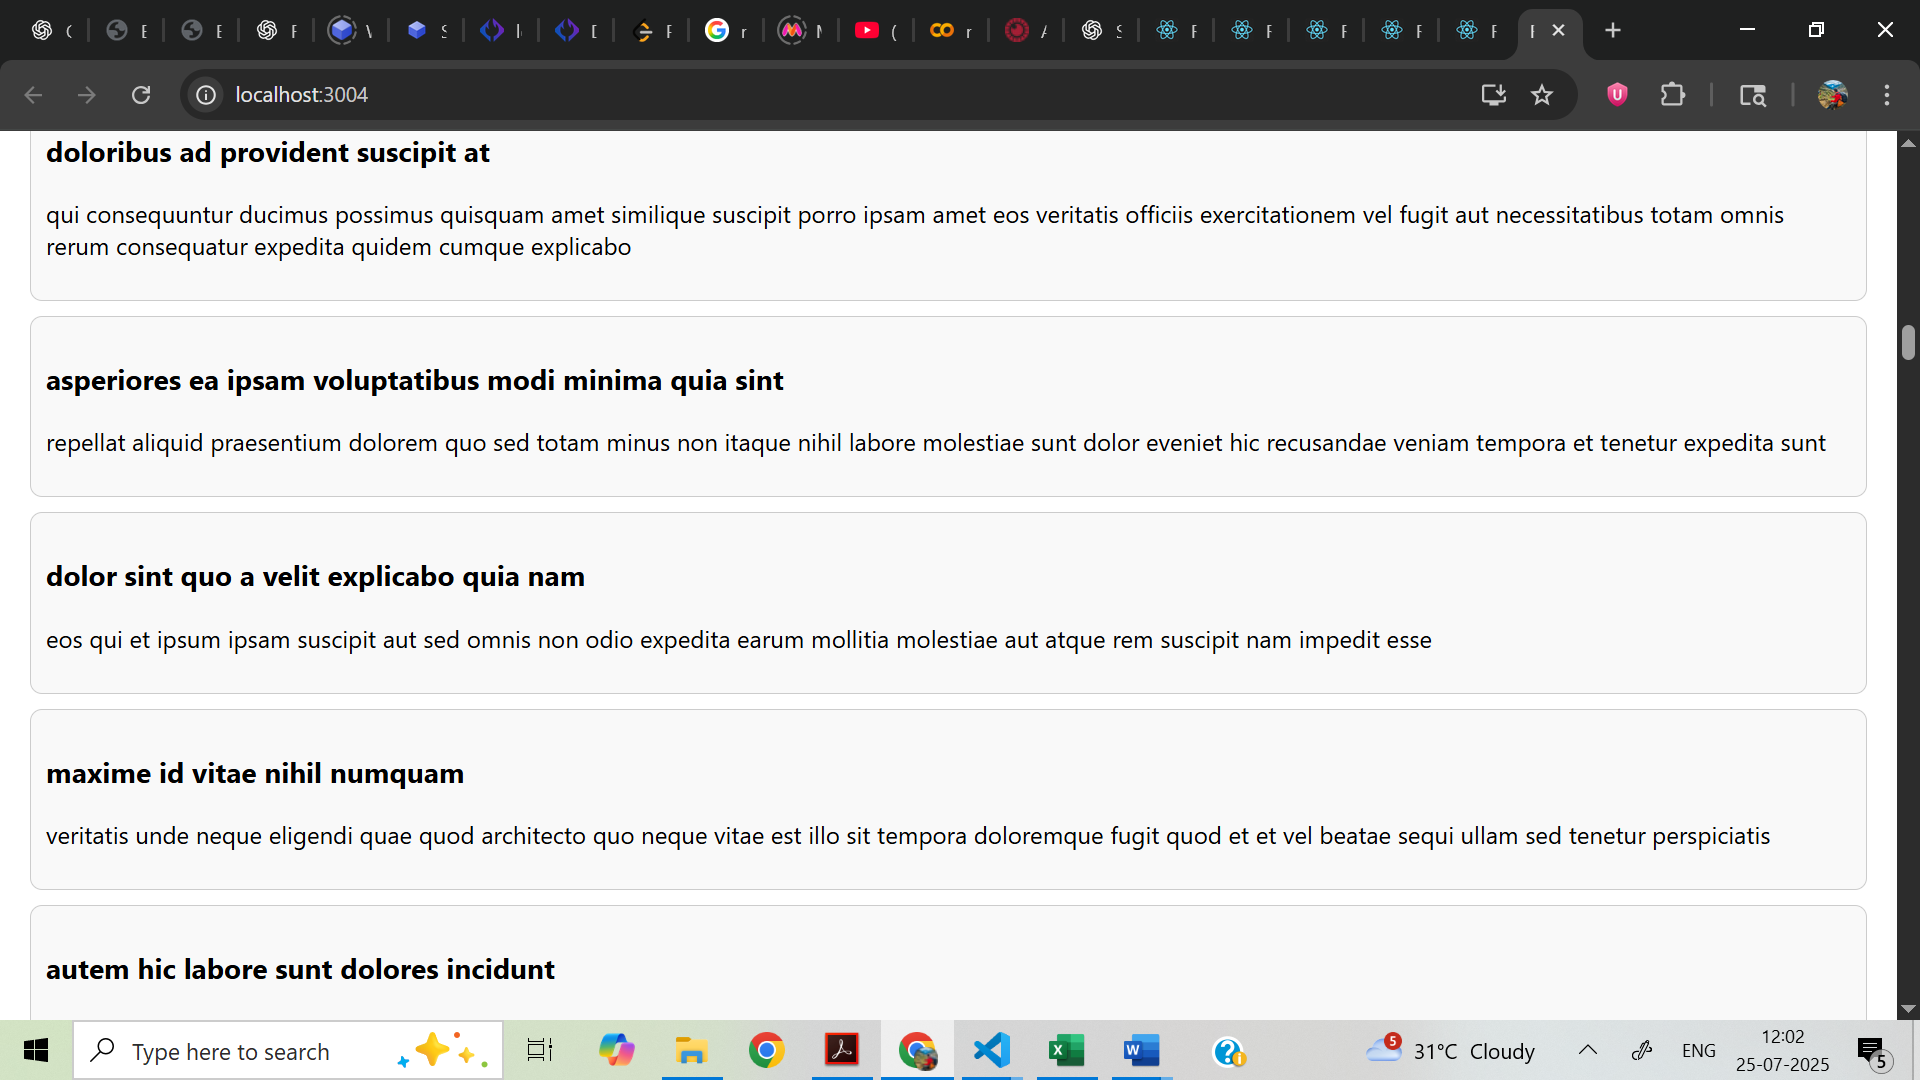 localhost:3004
doloribus ad provident suscipit at
qui consequuntur ducimus possimus quisquam amet similique suscipit porro ipsam amet eos veritatis officiis exercitationem vel fugit aut necessitatibus totam omnis
rerum consequatur expedita quidem cumque explicabo
asperiores ea ipsam voluptatibus modi minima quia sint
repellat aliquid praesentium dolorem quo sed totam minus non itaque nihil labore molestiae sunt dolor eveniet hic recusandae veniam tempora et tenetur expedita sunt
dolor sint quo a velit explicabo quia nam
eos qui et ipsum ipsam suscipit aut sed omnis non odio expedita earum mollitia molestiae aut atque rem suscipit nam impedit esse
maxime id vitae nihil numquam
veritatis unde neque eligendi quae quod architecto quo neque vitae est illo sit tempora doloremque fugit quod et et vel beatae sequi ullam sed tenetur perspiciatis
autem hic labore sunt dolores incidunt
Type here to search
5
31°C Cloudy
ENG
12:02
25-07-2025
5